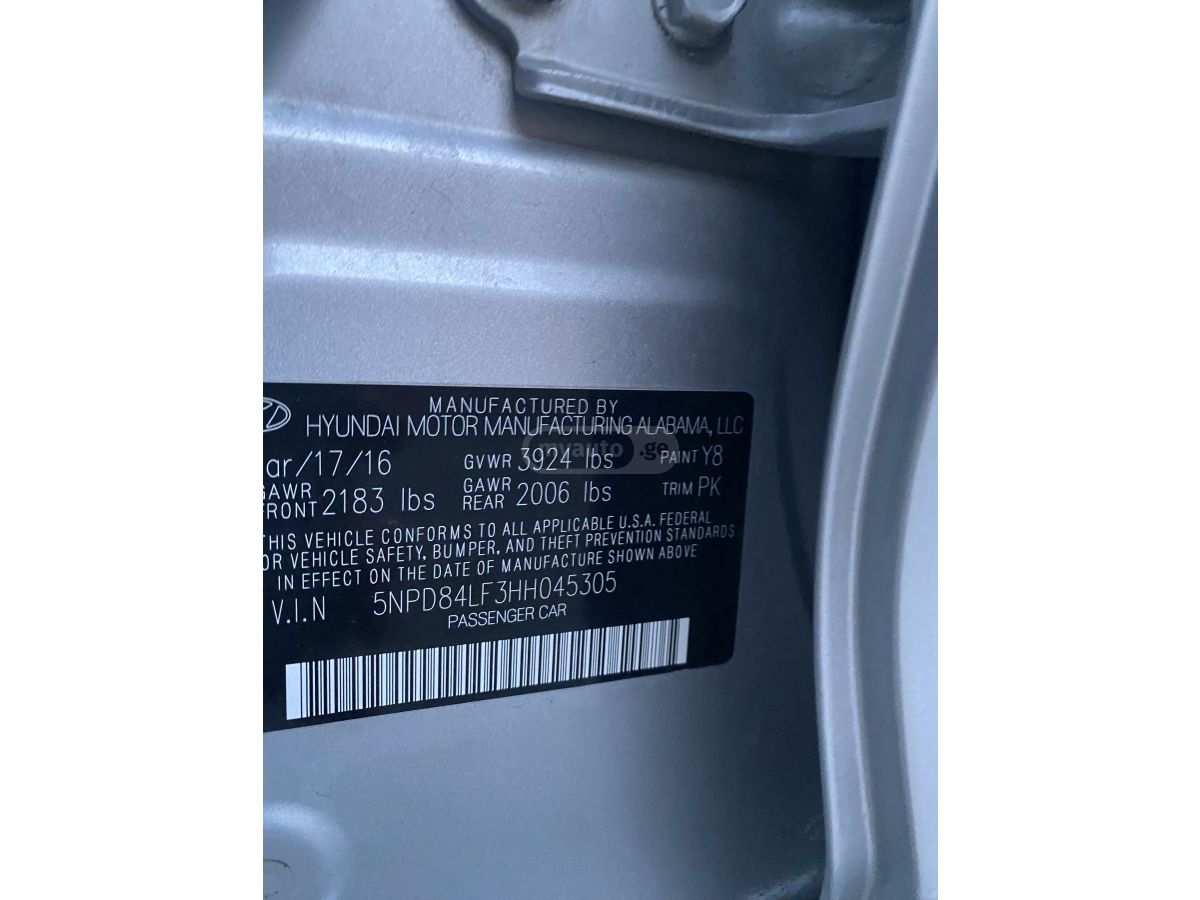 MANUFACTURED BY
HYUNDAI MOTOR MANUFACTURING ALABAMA, LLC
ar/17/16 GVWR 3924 lbs PAINT Y8
GAWR FRONT 2183 lbs GAWR REAR 2006 lbs TRIM PK
THIS VEHICLE CONFORMS TO ALL APPLICABLE U.S.A. FEDERAL
OR VEHICLE SAFETY, BUMPER, AND THEFT PREVENTION STANDARDS
IN EFFECT ON THE DATE OF MANUFACTURE SHOWN ABOVE
V.I.N 5NPD84LF3HH045305
PASSENGER CAR
myauto.ge